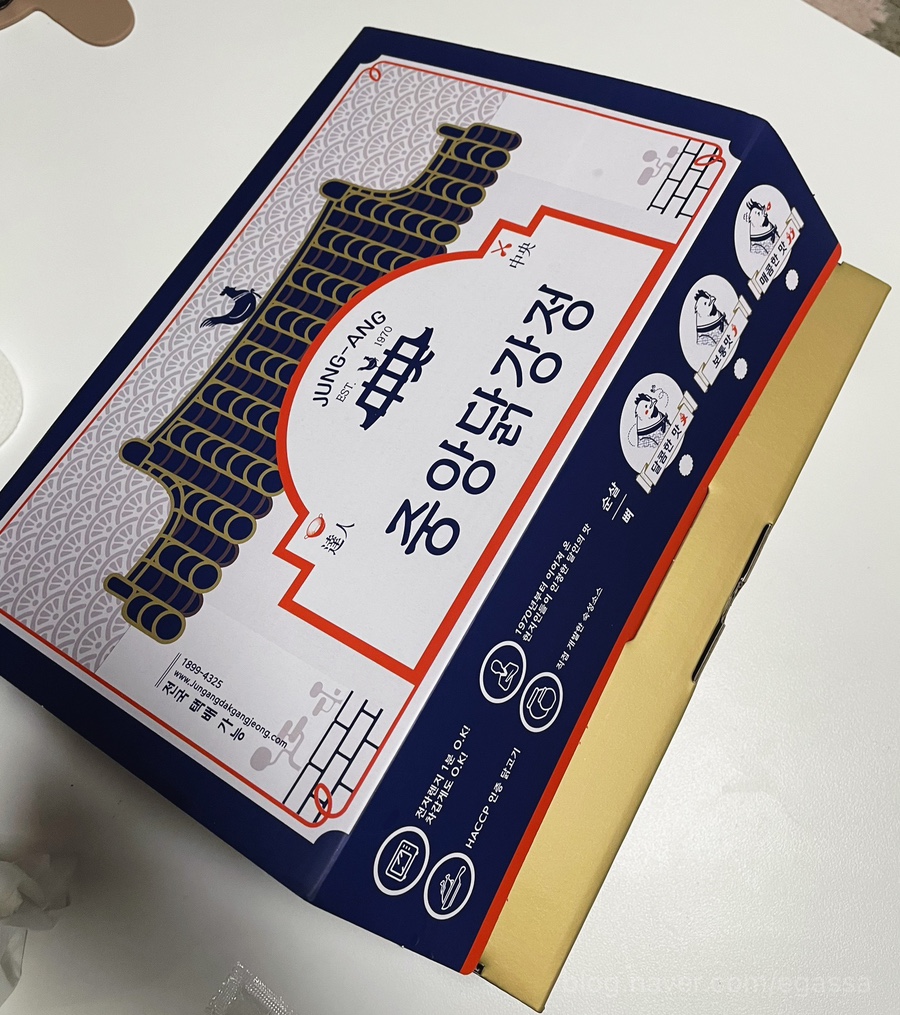 中央
JUNG-ANG
EST. 1970
중앙닭강정
達人
1899-4325
www.Jungangdakgangjeong.com
전국 택배 가능
매콤한 맛
보통맛
달콤한 맛
순살
뼈
1970년부터 이어져 온
현지인들이 인정한 달인의 맛
직접 개발한 숙성소스
전자렌지 1분 O.K!
차갑게도 O.K!
HACCP 인증 닭고기
blog.naver.com/egassa